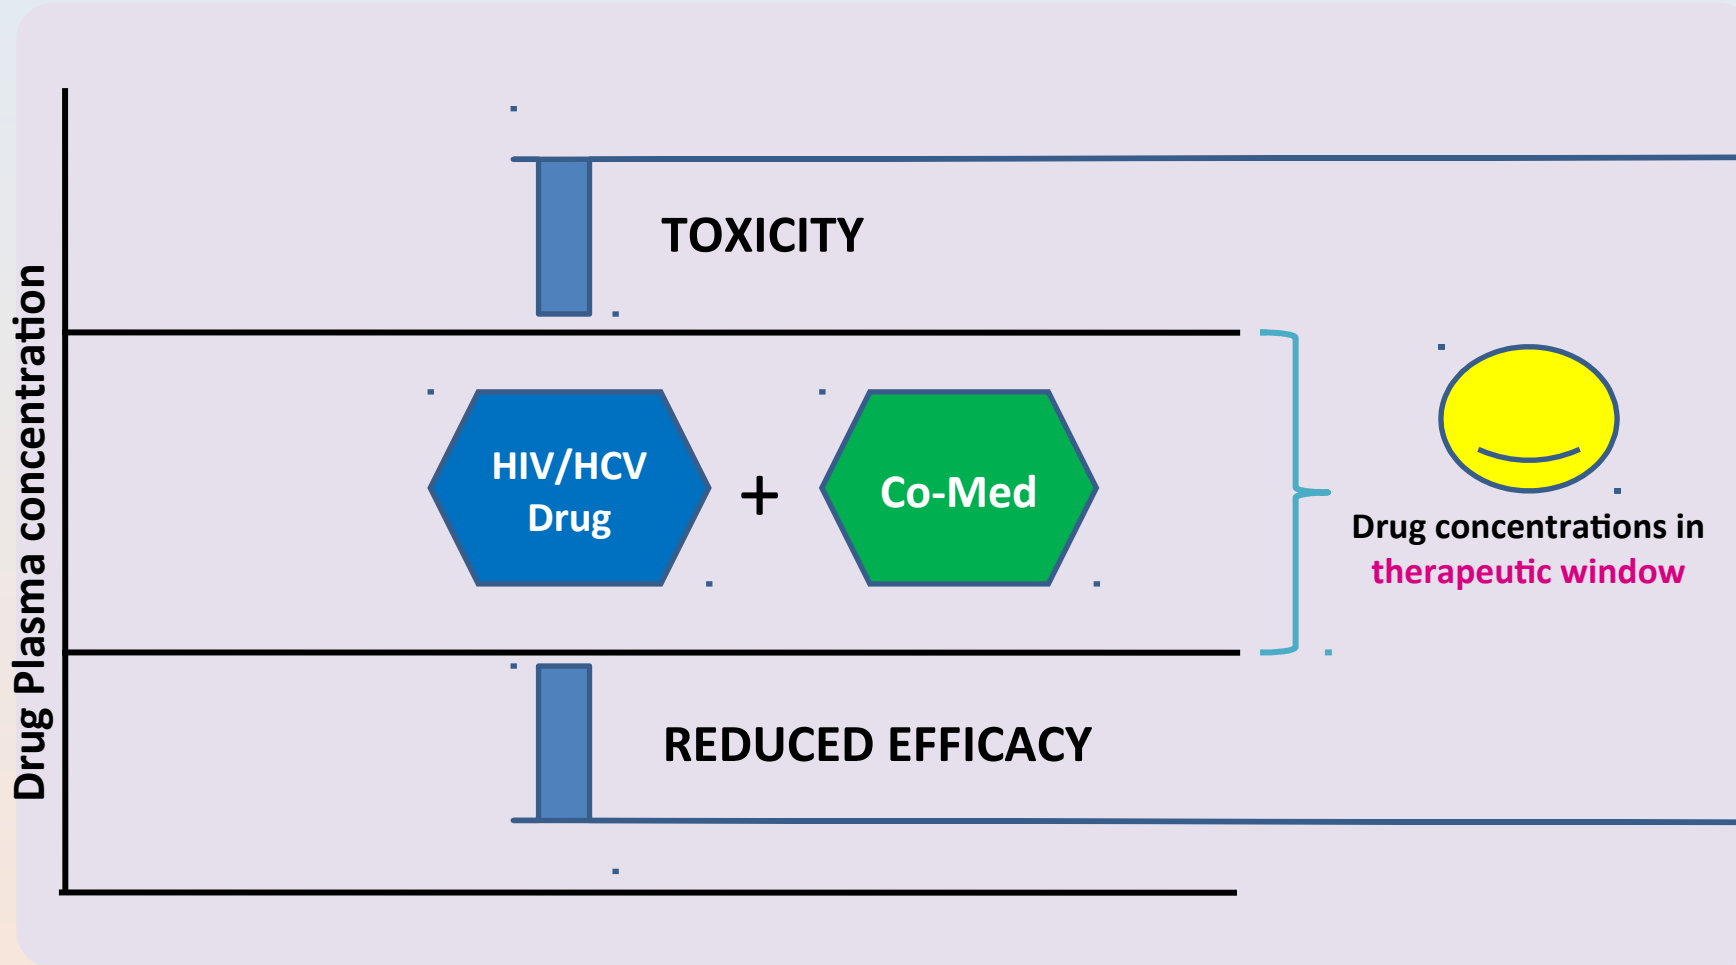 Drug Plasma concentration
TOXICITY
HIV/HCV
Drug
+
Co-Med
Drug concentrations in
therapeutic window
REDUCED EFFICACY